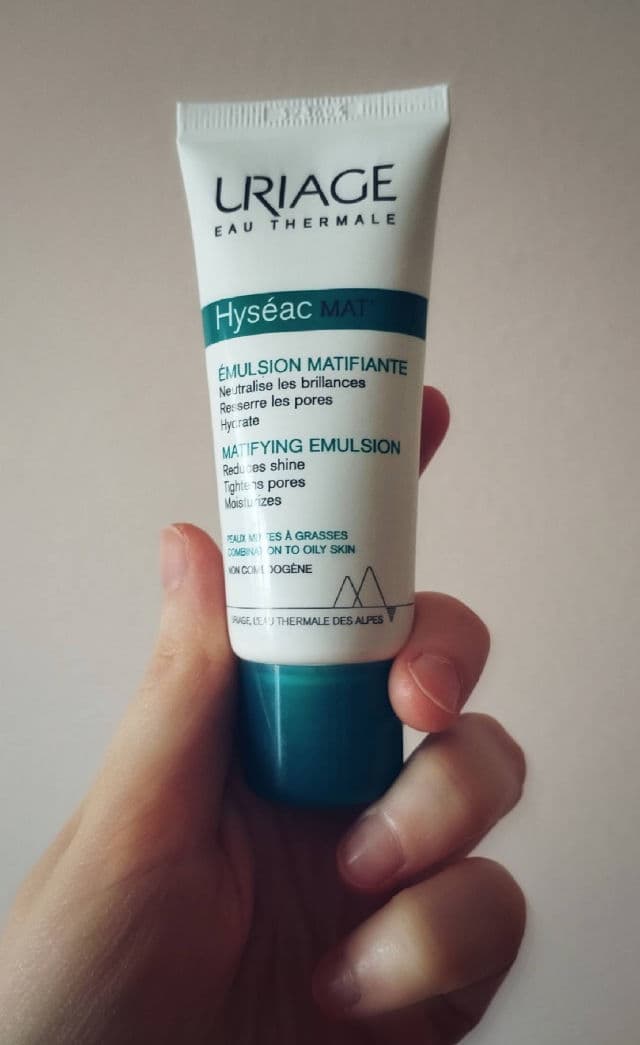 URIAGE
EAU THERMALE
Hyséac MAT'
ÉMULSION MATIFIANTE
Neutralise les brillances
Resserre les pores
Hydrate
MATIFYING EMULSION
Reduces shine
Tightens pores
Moisturizes
PEAUX MIXTES À GRASSES
COMBINATION TO OILY SKIN
NON COMEDOGÈNE
URIAGE, L'EAU THERMALE DES ALPES